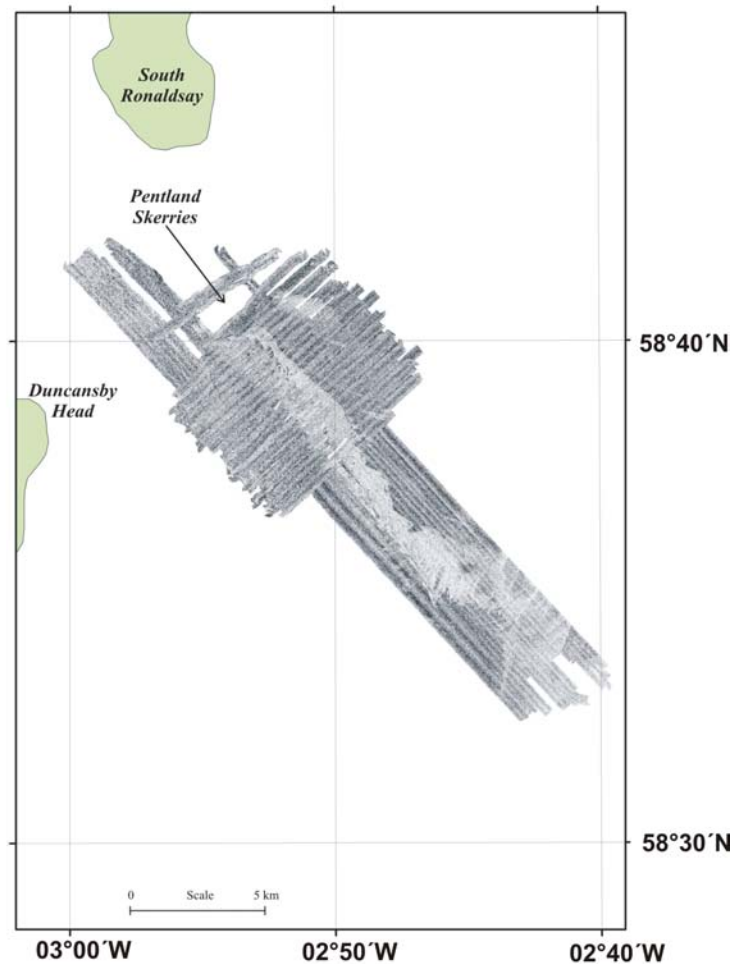 South
Ronaldsay
Pentland
Skerries
58°40´N
Duncansby
Head
58°30´N
0 Scale 5 km
03°00´W 02°50´W 02°40´W